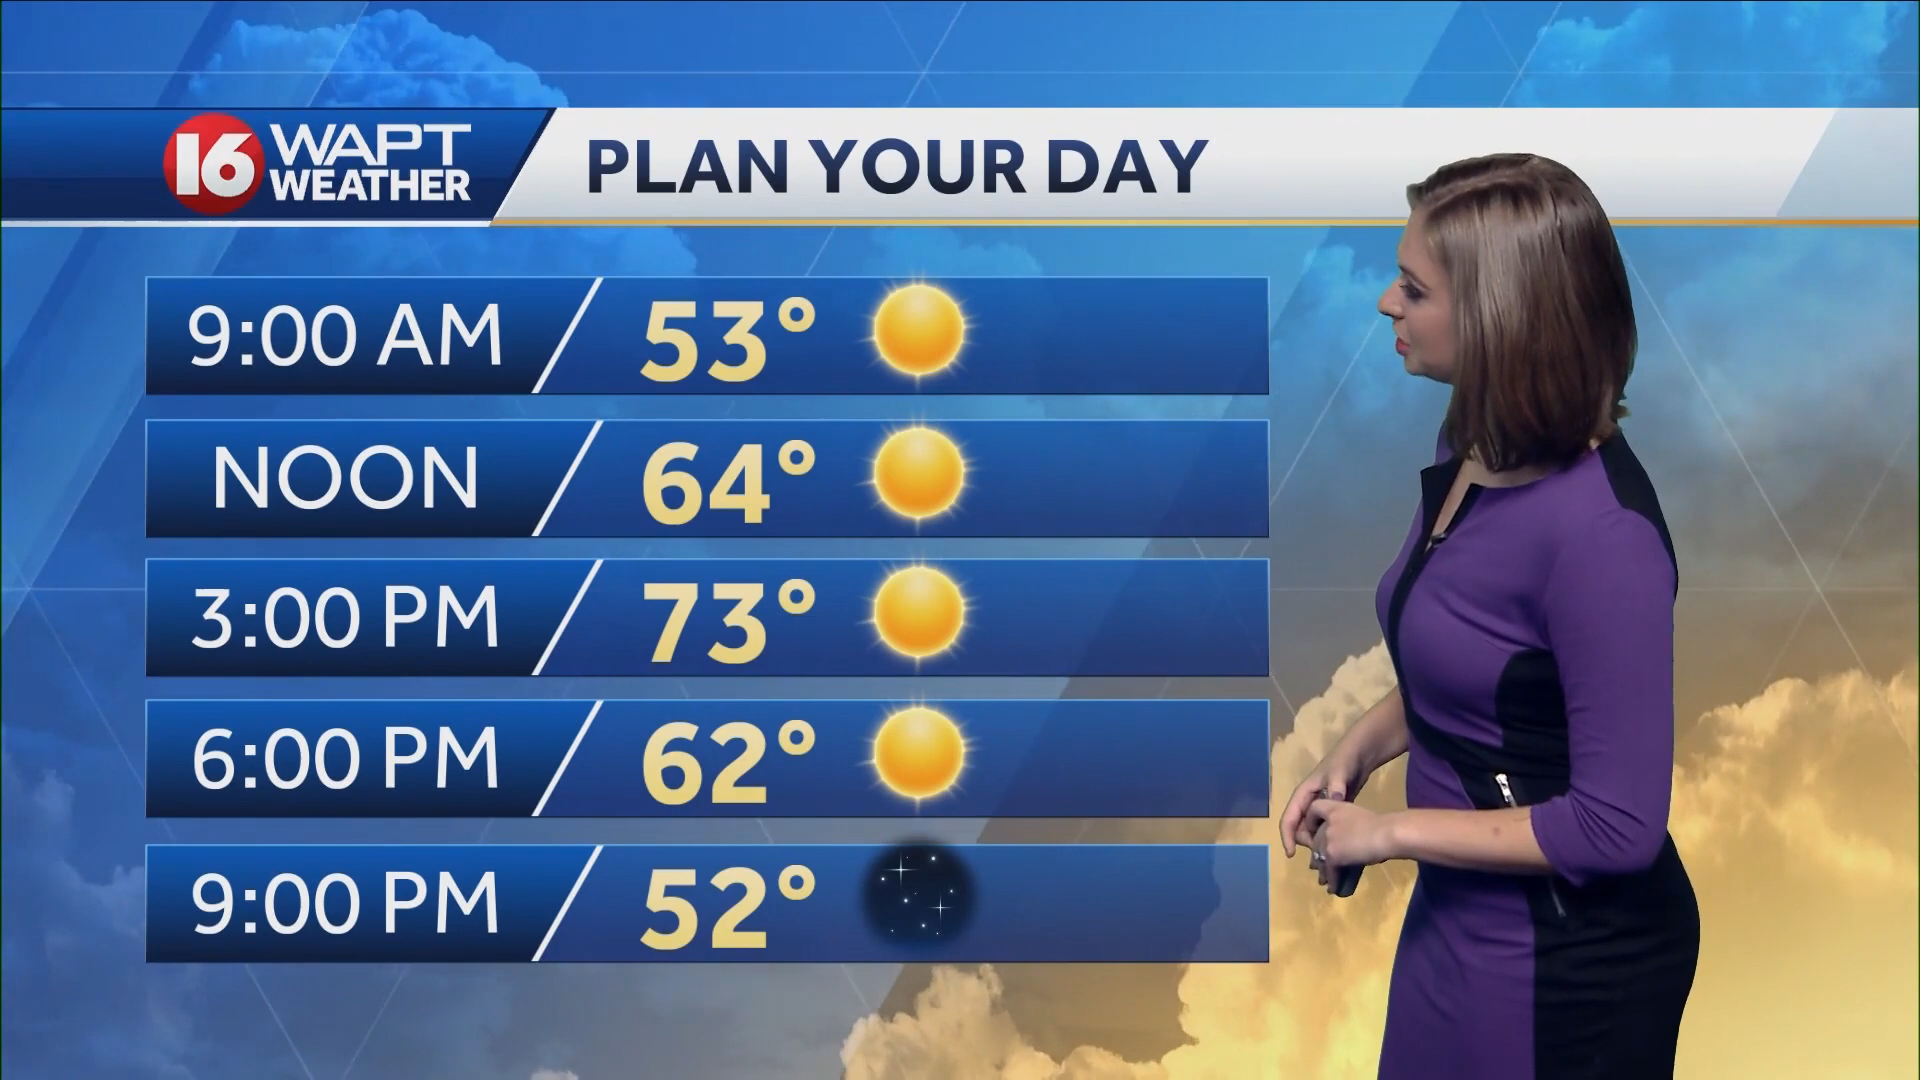 16 WAPT
WEATHER
PLAN YOUR DAY
9:00 AM 53°
NOON 64°
3:00 PM 73°
6:00 PM 62°
9:00 PM 52°